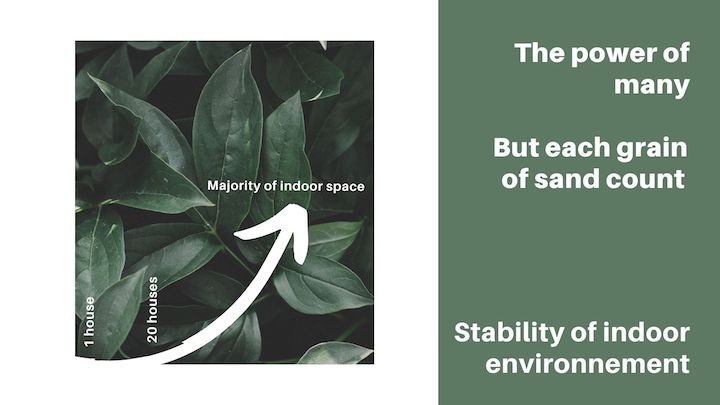 Majority of indoor space
1 house
20 houses
The power of
many
But each grain
of sand count
Stability of indoor
environnement